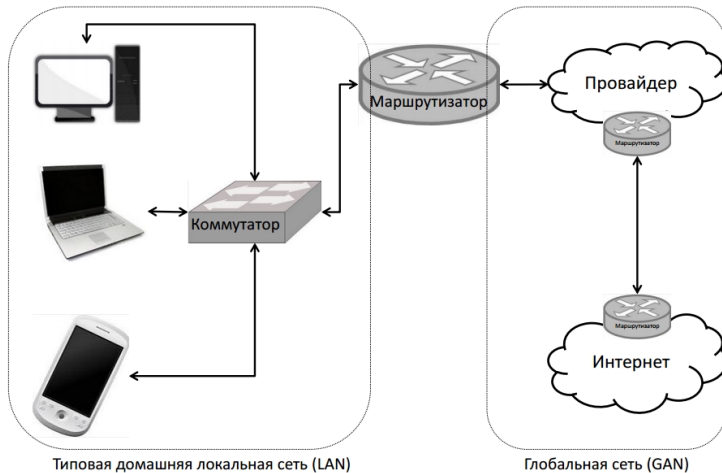 Маршрутизатор
Провайдер
Маршрутизатор
Коммутатор
Маршрутизатор
Интернет
Типовая домашняя локальная сеть (LAN)
Глобальная сеть (GAN)